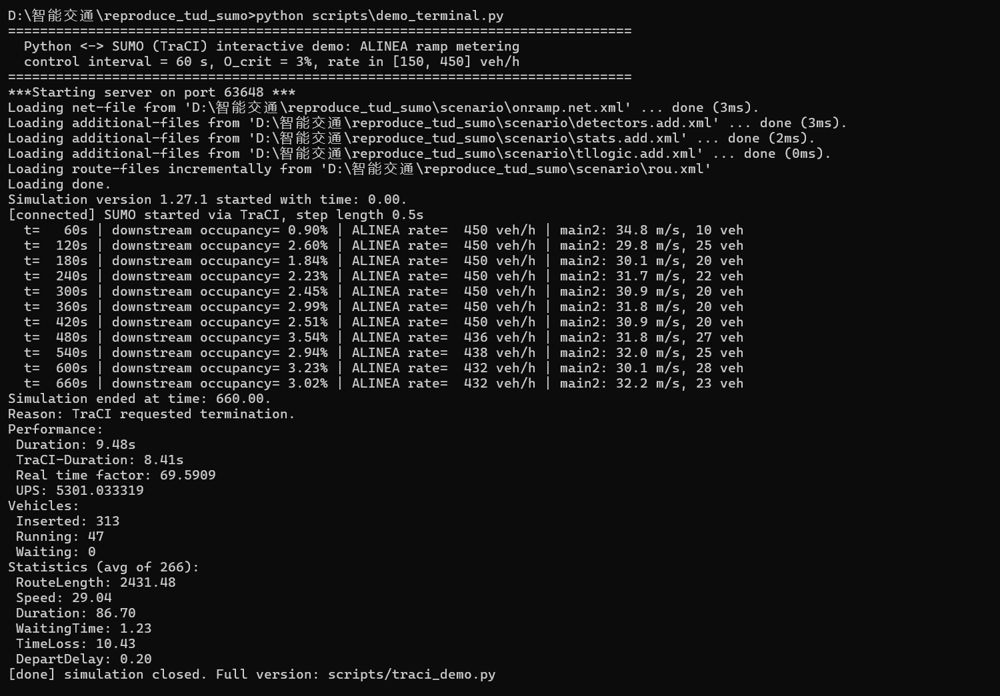 D:\智能交通\reproduce_tud_sumo>python scripts\demo_terminal.py
==============================================================================
  Python <-> SUMO (TraCI) interactive demo: ALINEA ramp metering
  control interval = 60 s, O_crit = 3%, rate in [150, 450] veh/h
==============================================================================
***Starting server on port 63648 ***
Loading net-file from 'D:\智能交通\reproduce_tud_sumo\scenario\onramp.net.xml' ... done (3ms).
Loading additional-files from 'D:\智能交通\reproduce_tud_sumo\scenario\detectors.add.xml' ... done (3ms).
Loading additional-files from 'D:\智能交通\reproduce_tud_sumo\scenario\stats.add.xml' ... done (2ms).
Loading additional-files from 'D:\智能交通\reproduce_tud_sumo\scenario\tllogic.add.xml' ... done (0ms).
Loading route-files incrementally from 'D:\智能交通\reproduce_tud_sumo\scenario\rou.xml'
Loading done.
Simulation version 1.27.1 started with time: 0.00.
[connected] SUMO started via TraCI, step length 0.5s
  t=   60s | downstream occupancy= 0.90% | ALINEA rate=  450 veh/h | main2: 34.8 m/s, 10 veh
  t=  120s | downstream occupancy= 2.60% | ALINEA rate=  450 veh/h | main2: 29.8 m/s, 25 veh
  t=  180s | downstream occupancy= 1.84% | ALINEA rate=  450 veh/h | main2: 30.1 m/s, 20 veh
  t=  240s | downstream occupancy= 2.23% | ALINEA rate=  450 veh/h | main2: 31.7 m/s, 22 veh
  t=  300s | downstream occupancy= 2.45% | ALINEA rate=  450 veh/h | main2: 30.9 m/s, 20 veh
  t=  360s | downstream occupancy= 2.99% | ALINEA rate=  450 veh/h | main2: 31.8 m/s, 20 veh
  t=  420s | downstream occupancy= 2.51% | ALINEA rate=  450 veh/h | main2: 30.9 m/s, 20 veh
  t=  480s | downstream occupancy= 3.54% | ALINEA rate=  436 veh/h | main2: 31.8 m/s, 27 veh
  t=  540s | downstream occupancy= 2.94% | ALINEA rate=  438 veh/h | main2: 32.0 m/s, 25 veh
  t=  600s | downstream occupancy= 3.23% | ALINEA rate=  432 veh/h | main2: 30.1 m/s, 28 veh
  t=  660s | downstream occupancy= 3.02% | ALINEA rate=  432 veh/h | main2: 32.2 m/s, 23 veh
Simulation ended at time: 660.00.
Reason: TraCI requested termination.
Performance:
 Duration: 9.48s
 TraCI-Duration: 8.41s
 Real time factor: 69.5909
 UPS: 5301.033319
Vehicles:
 Inserted: 313
 Running: 47
 Waiting: 0
Statistics (avg of 266):
 RouteLength: 2431.48
 Speed: 29.04
 Duration: 86.70
 WaitingTime: 1.23
 TimeLoss: 10.43
 DepartDelay: 0.20
[done] simulation closed. Full version: scripts/traci_demo.py